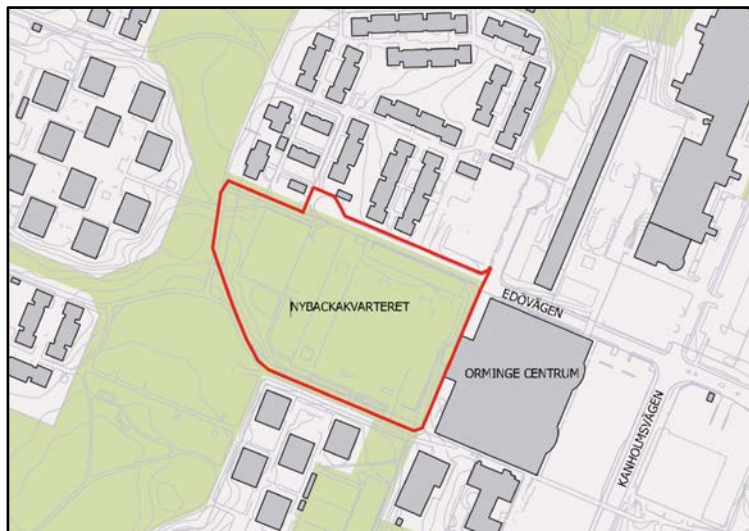 EDÖVÄGEN
NYBACKAKVARTERET
ORMINGE CENTRUM
KANHOLMSVÄGEN